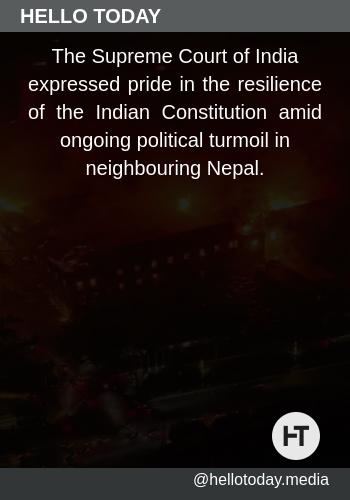 HELLO TODAY
The Supreme Court of India
expressed pride in the resilience
of the Indian Constitution amid
ongoing political turmoil in
neighbouring Nepal.
HT
@hellotoday.media